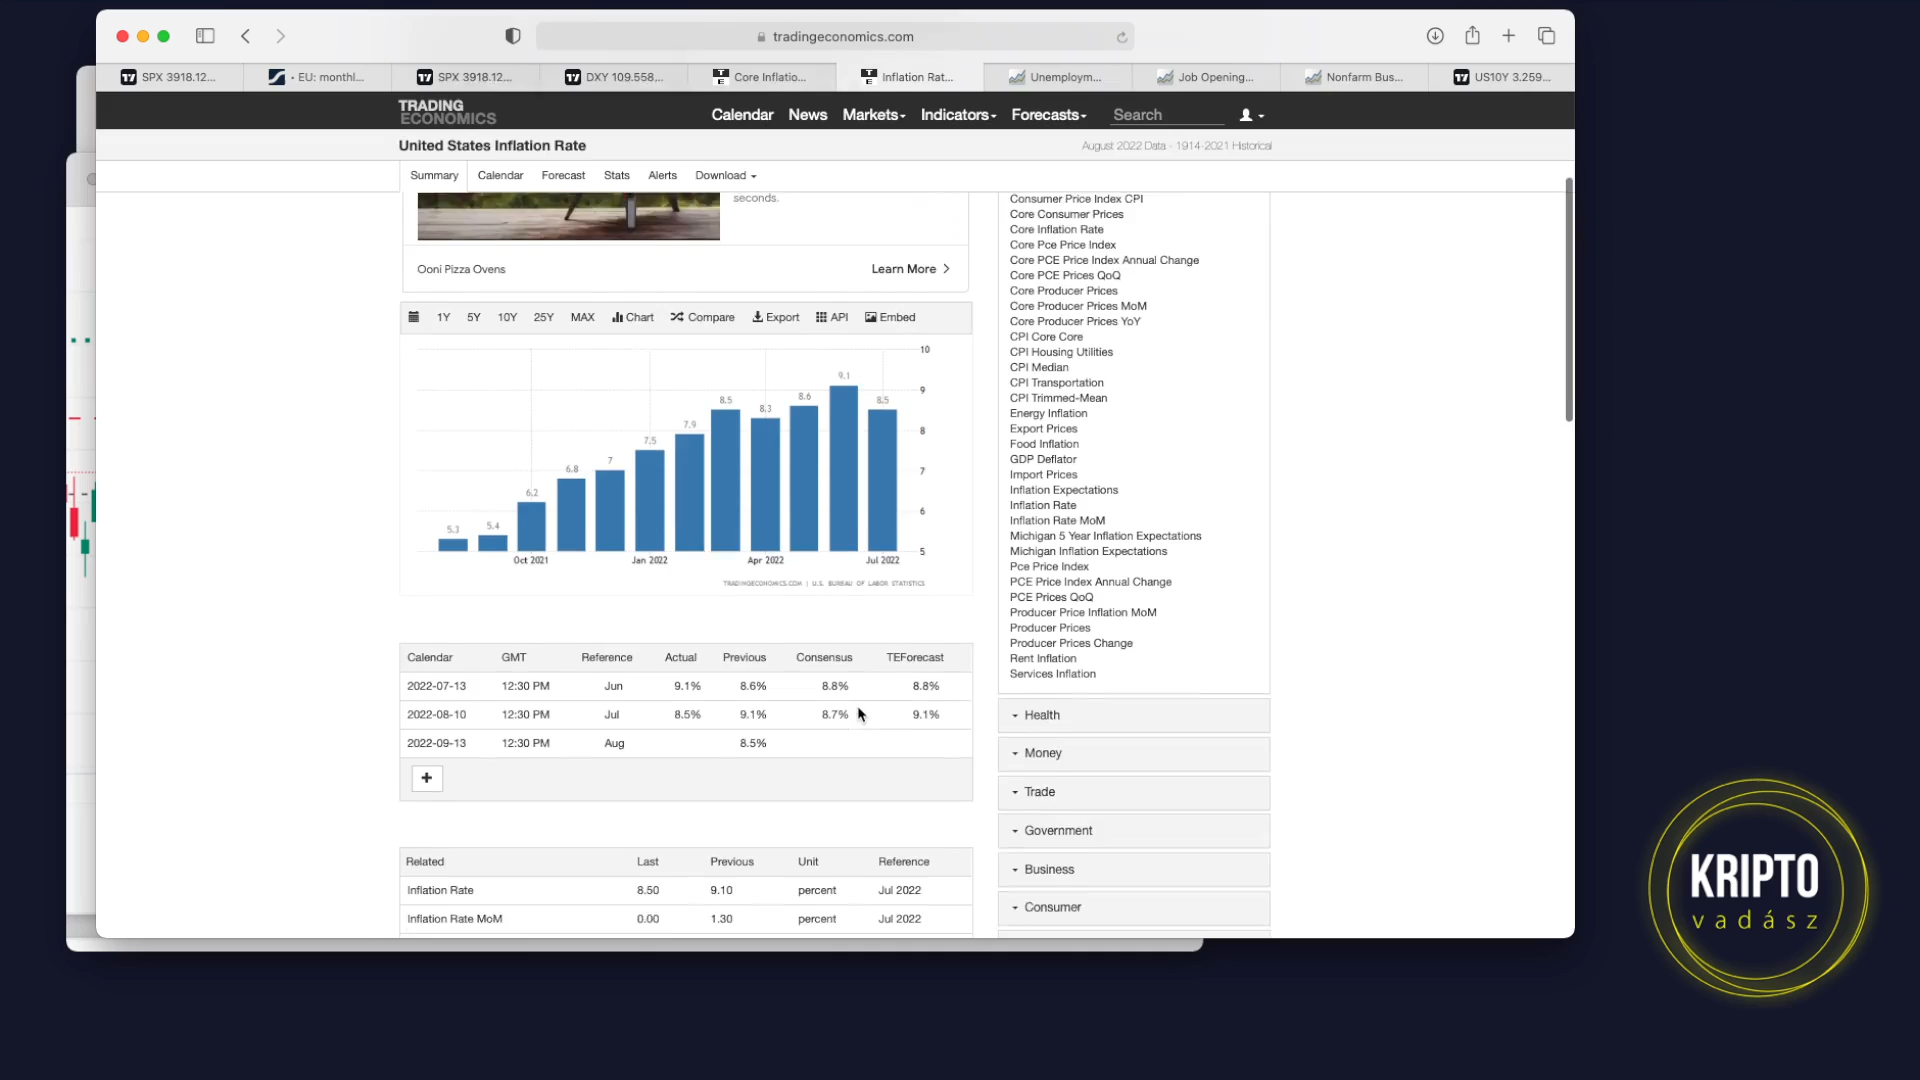 tradingeconomics.com
SPX 3918.12...
· EU: monthl...
SPX 3918.12...
DXY 109.558...
Core Inflatio...
Inflation Rat...
Unemploym...
Job Opening...
Nonfarm Bus...
US10Y 3.259...
TRADING
ECONOMICS
Calendar News Markets Indicators Forecasts Search
United States Inflation Rate
August 2022 Data - 1914-2021 Historical
Summary Calendar Forecast Stats Alerts Download
seconds.
Ooni Pizza Ovens
Learn More
1Y 5Y 10Y 25Y MAX Chart Compare Export API Embed
10
9
8
7
6
5
5.3
5.4
6.2
6.8
7
7.5
7.9
8.5
8.3
8.6
9.1
8.5
Oct 2021
Jan 2022
Apr 2022
Jul 2022
TRADINGECONOMICS.COM | U.S. BUREAU OF LABOR STATISTICS
Calendar GMT Reference Actual Previous Consensus TEForecast
2022-07-13 12:30 PM Jun 9.1% 8.6% 8.8% 8.8%
2022-08-10 12:30 PM Jul 8.5% 9.1% 8.7% 9.1%
2022-09-13 12:30 PM Aug 8.5%
+
Related Last Previous Unit Reference
Inflation Rate 8.50 9.10 percent Jul 2022
Inflation Rate MoM 0.00 1.30 percent Jul 2022
Consumer Price Index CPI
Core Consumer Prices
Core Inflation Rate
Core Pce Price Index
Core PCE Price Index Annual Change
Core PCE Prices QoQ
Core Producer Prices
Core Producer Prices MoM
Core Producer Prices YoY
CPI Core Core
CPI Housing Utilities
CPI Median
CPI Transportation
CPI Trimmed-Mean
Energy Inflation
Export Prices
Food Inflation
GDP Deflator
Import Prices
Inflation Expectations
Inflation Rate
Inflation Rate MoM
Michigan 5 Year Inflation Expectations
Michigan Inflation Expectations
Pce Price Index
PCE Price Index Annual Change
PCE Prices QoQ
Producer Price Inflation MoM
Producer Prices
Producer Prices Change
Rent Inflation
Services Inflation
Health
Money
Trade
Government
Business
Consumer
KRIPTO
vadász